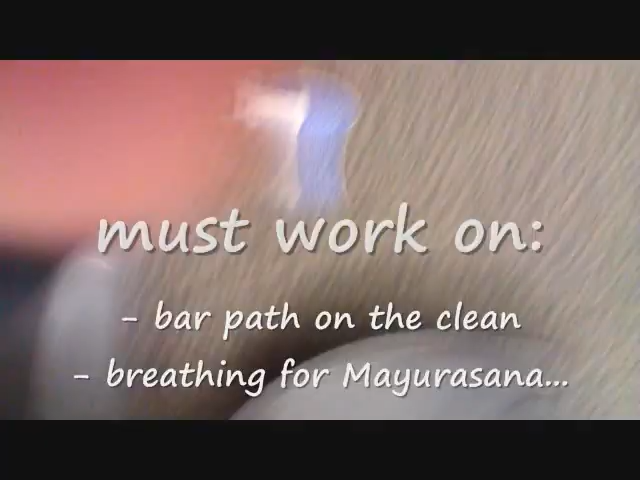 must work on:
- bar path on the clean
- breathing for Mayurasana...